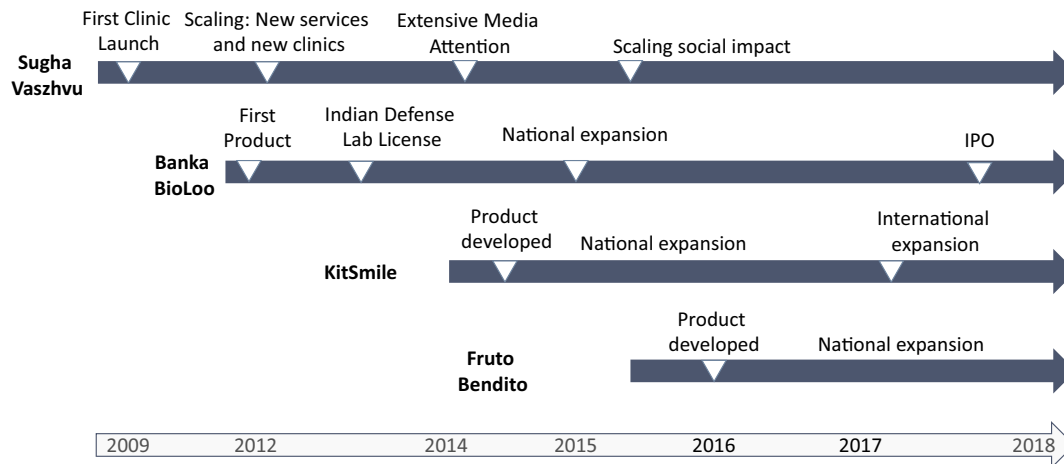 First Clinic
Launch
Scaling: New services
and new clinics
Extensive Media
Attention
Scaling social impact
Sugha
Vaszhvu
First
Product
Indian Defense
Lab License
National expansion
IPO
Banka
BioLoo
Product
developed
National expansion
International
expansion
KitSmile
Product
developed
National expansion
Fruto
Bendito
2009
2012
2014
2015
2016
2017
2018